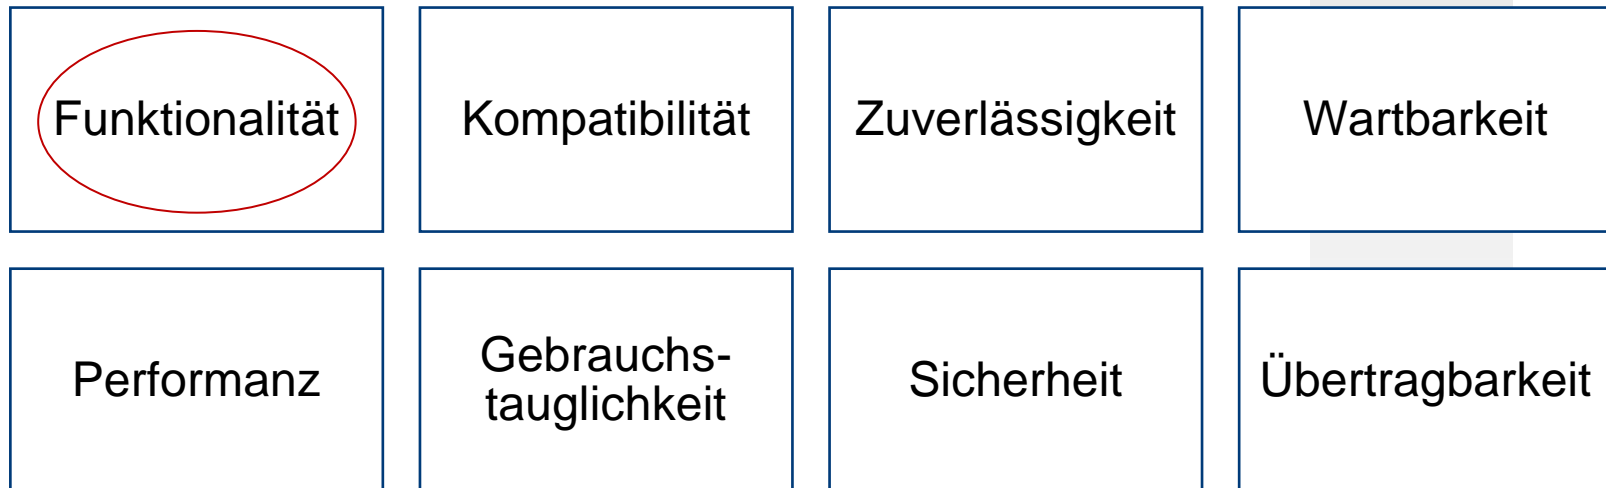 Funktionalität
Kompatibilität
Zuverlässigkeit
Wartbarkeit
Performanz
Gebrauchs-
tauglichkeit
Sicherheit
Übertragbarkeit